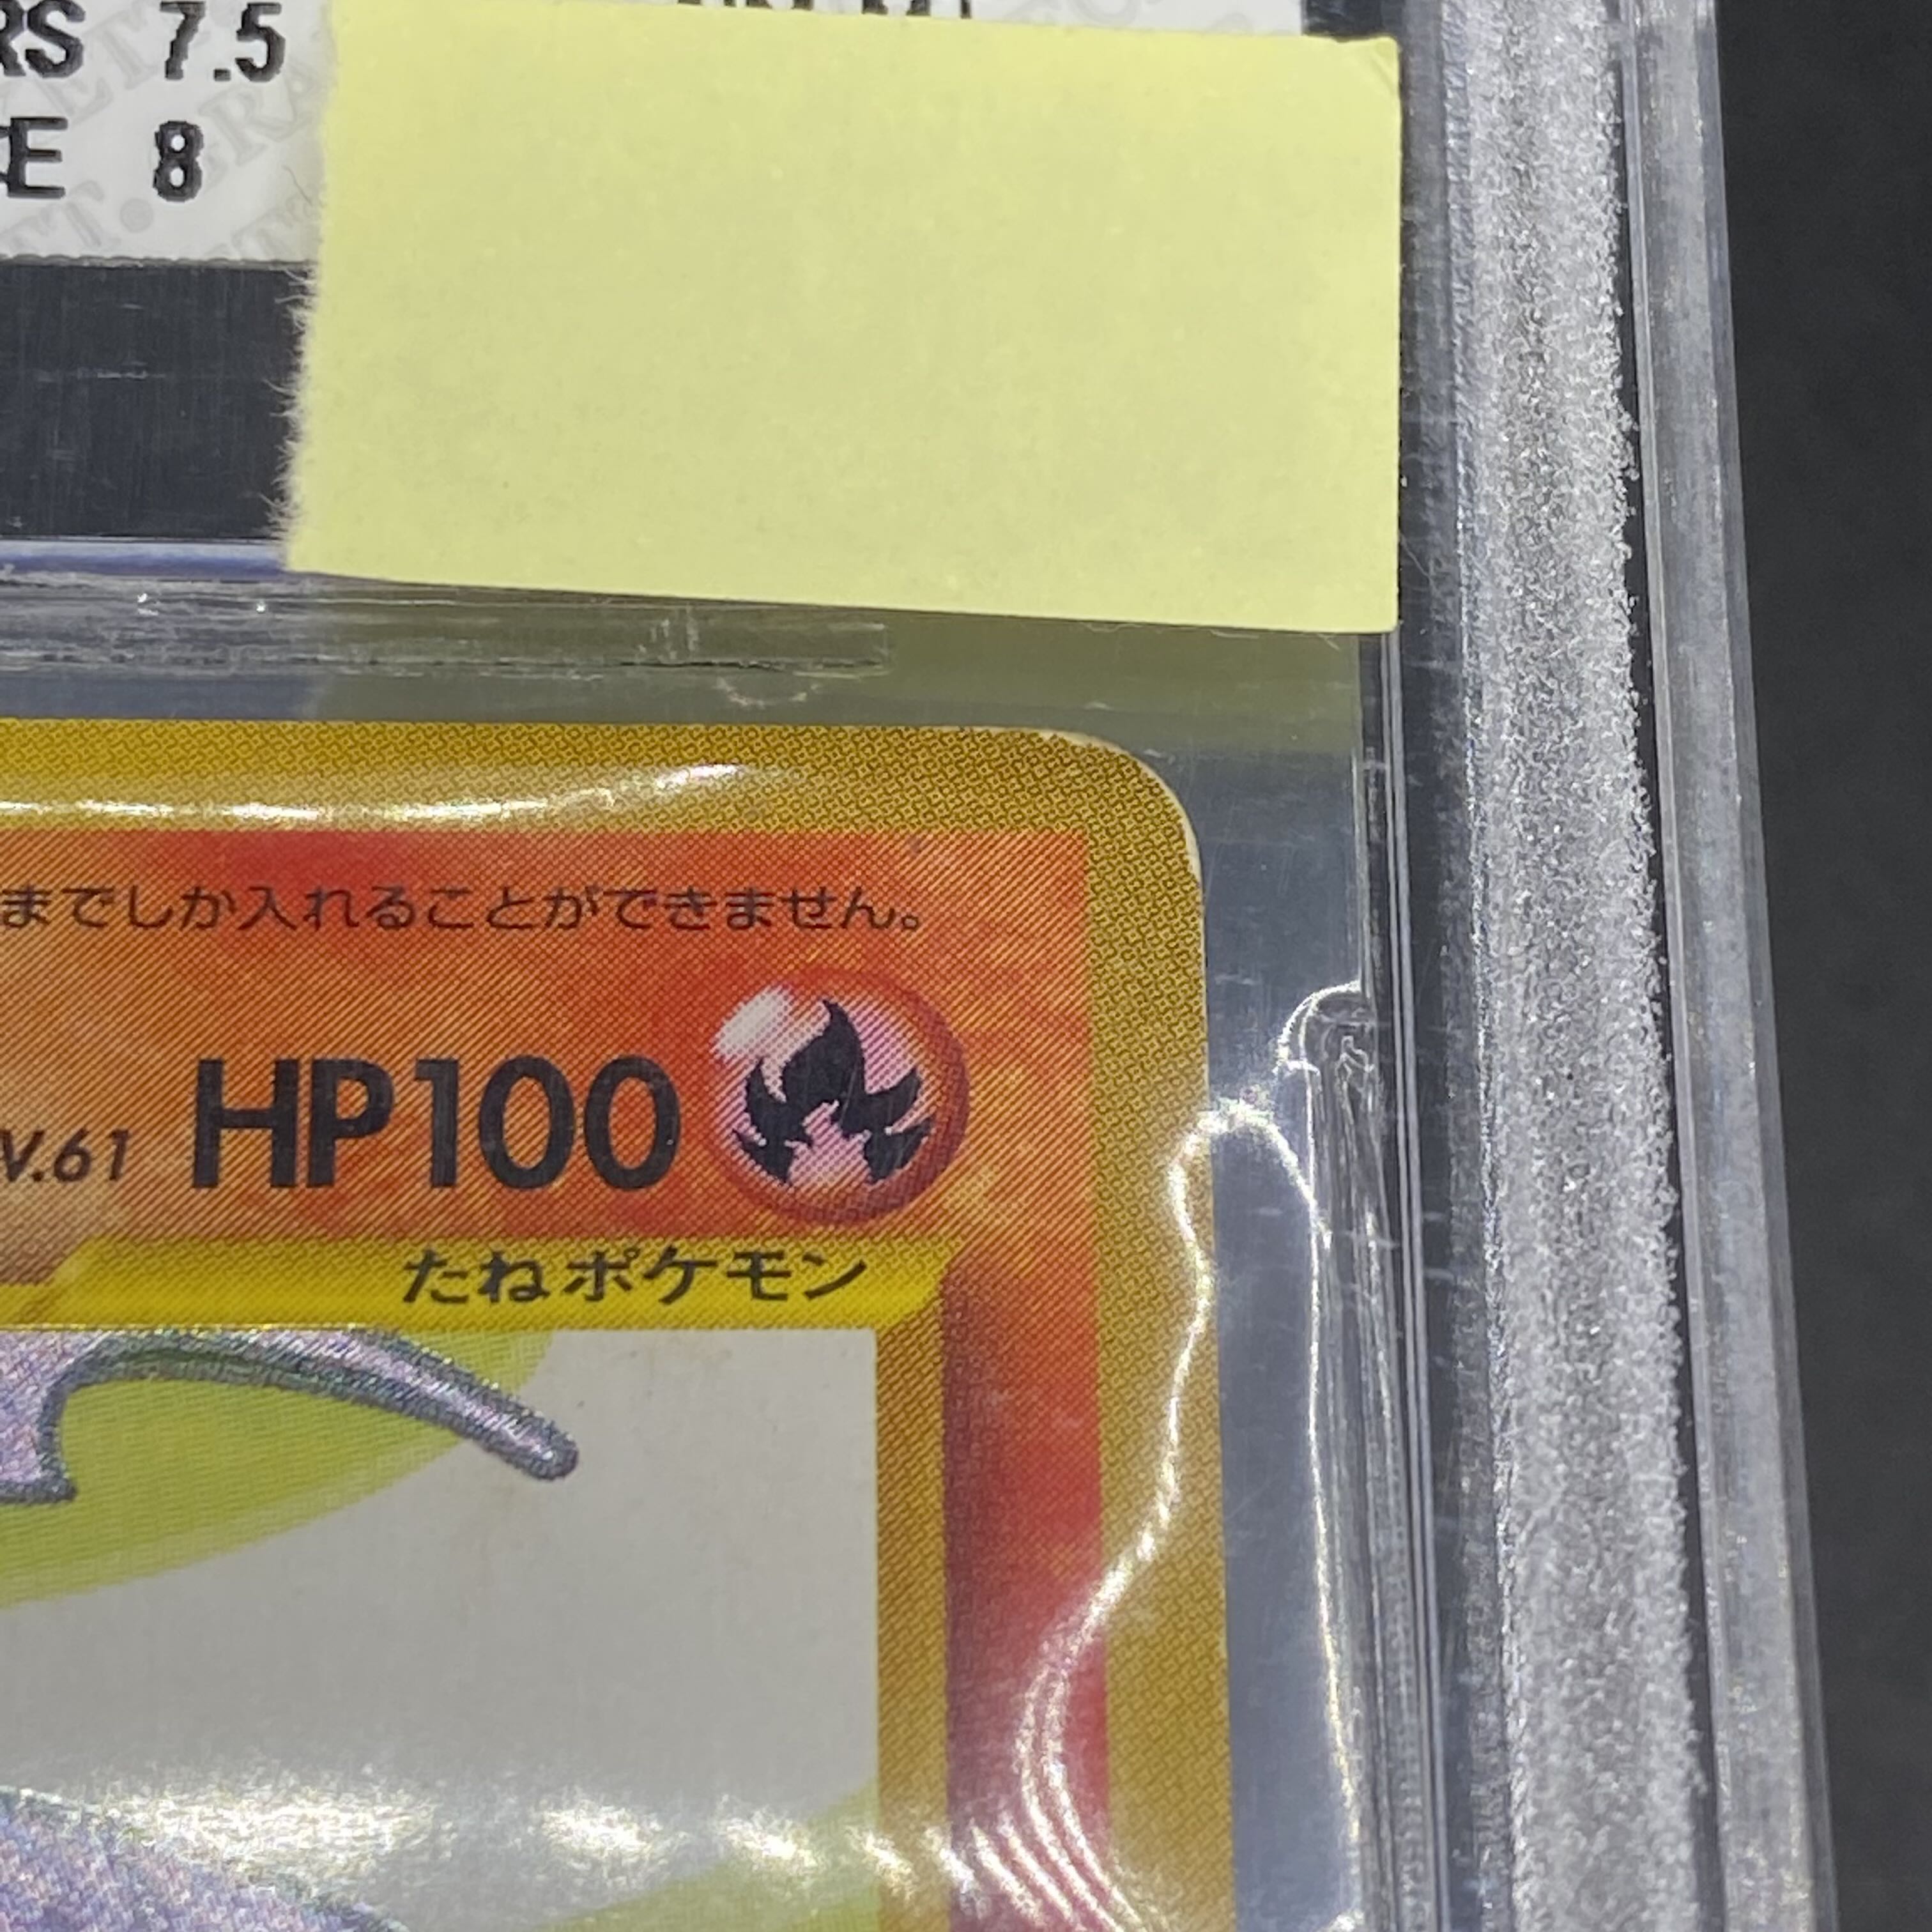 RS 7.5
E 8
までしか入れることができません。
V.61 HP100
たねポケモン